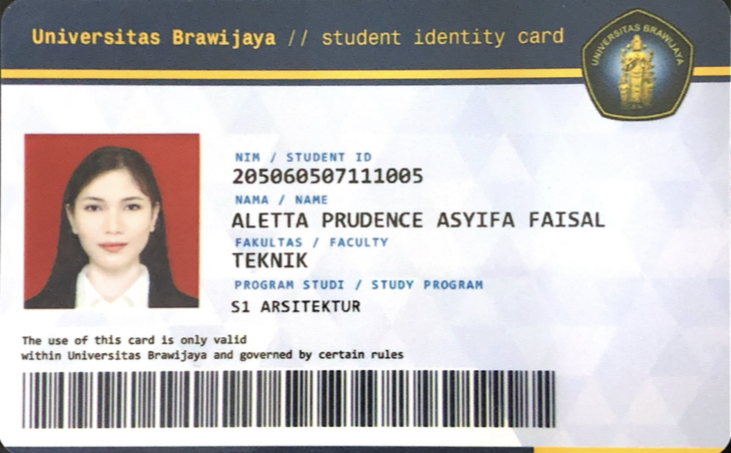 Universitas Brawijaya // student identity card
UNIVERSITAS BRAWIJAYA
NIM / STUDENT ID
205060507111005
NAMA / NAME
ALETTA PRUDENCE ASYIFA FAISAL
FAKULTAS / FACULTY
TEKNIK
PROGRAM STUDI / STUDY PROGRAM
S1 ARSITEKTUR
The use of this card is only valid
within Universitas Brawijaya and governed by certain rules